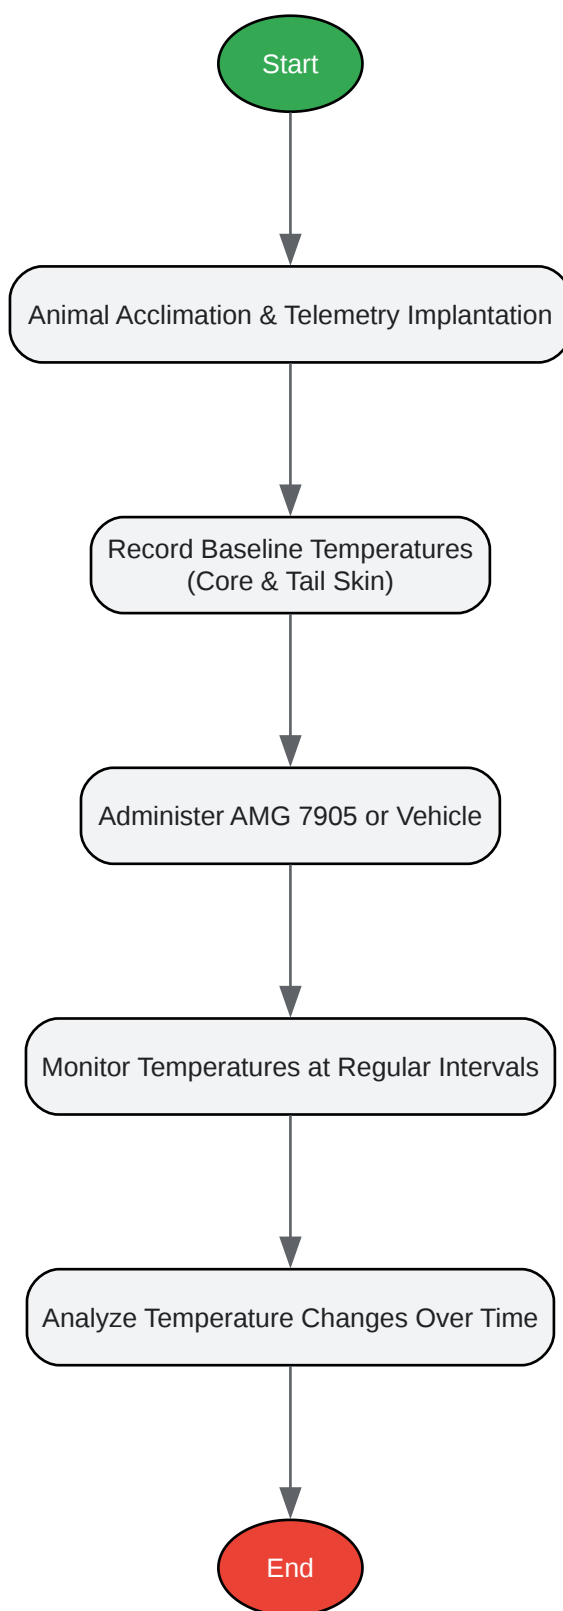 Start
Animal Acclimation & Telemetry Implantation
Record Baseline Temperatures
(Core & Tail Skin)
Administer AMG 7905 or Vehicle
Monitor Temperatures at Regular Intervals
Analyze Temperature Changes Over Time
End